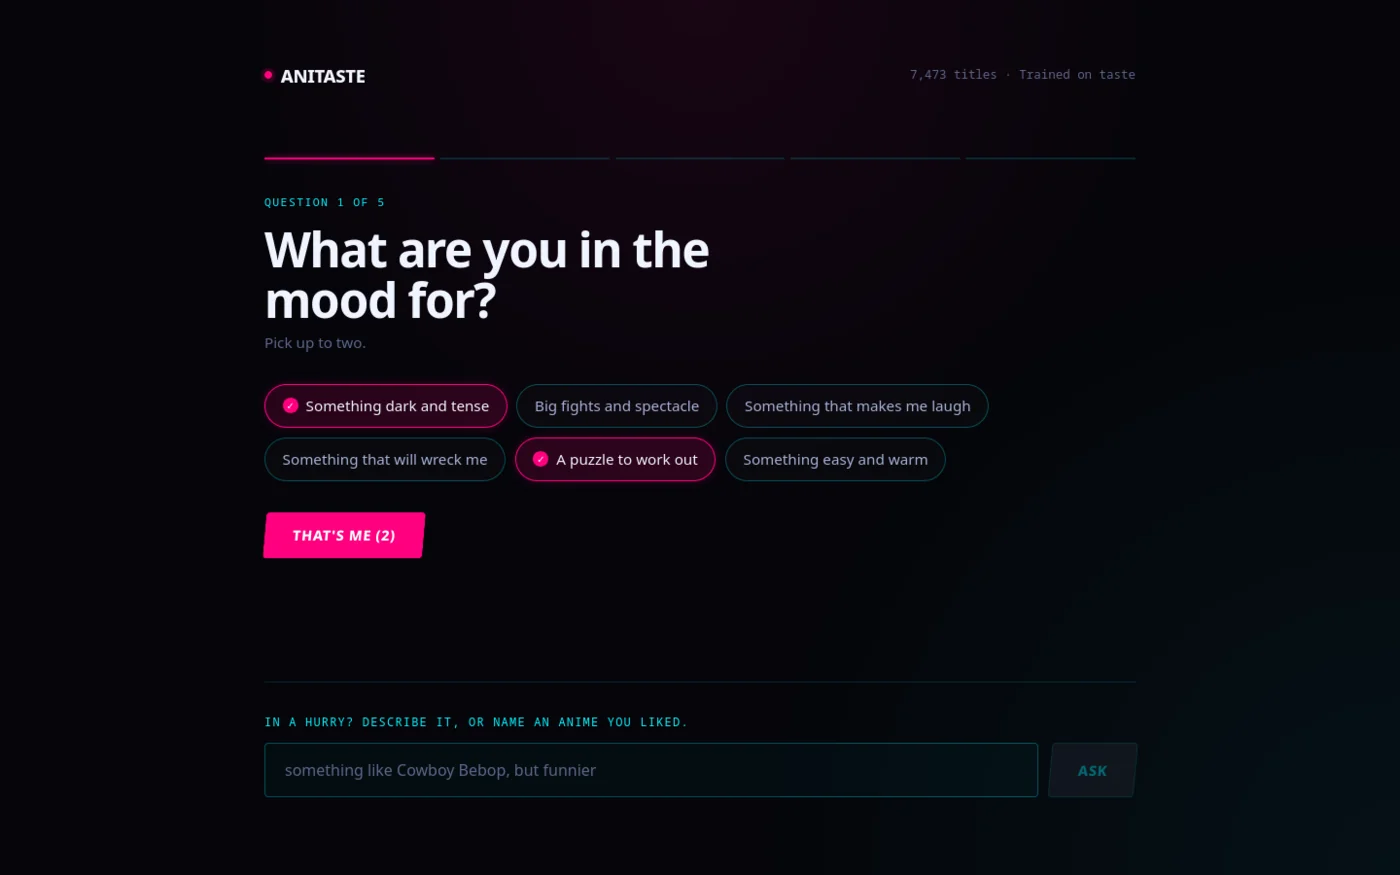 ANITASTE
7,473 titles · Trained on taste
QUESTION 1 OF 5
What are you in the
mood for?
Pick up to two.
✓ Something dark and tense
Big fights and spectacle
Something that makes me laugh
Something that will wreck me
✓ A puzzle to work out
Something easy and warm
THAT'S ME (2)
IN A HURRY? DESCRIBE IT, OR NAME AN ANIME YOU LIKED.
something like Cowboy Bebop, but funnier
ASK